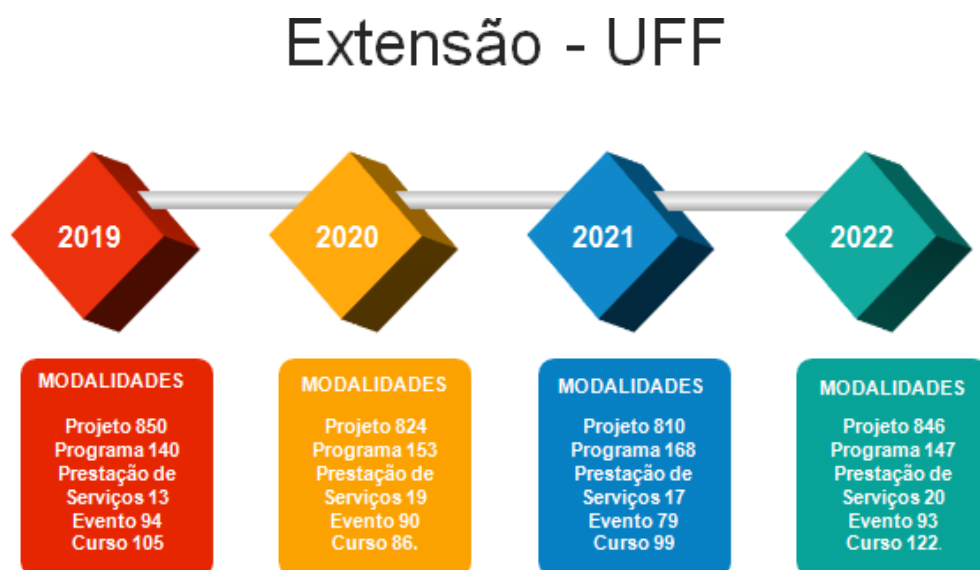 Extensão - UFF
2019
2020
2021
2022
MODALIDADES
Projeto 850
Programa 140
Prestação de
Serviços 13
Evento 94
Curso 105
MODALIDADES
Projeto 824
Programa 153
Prestação de
Serviços 19
Evento 90
Curso 86.
MODALIDADES
Projeto 810
Programa 168
Prestação de
Serviços 17
Evento 79
Curso 99
MODALIDADES
Projeto 846
Programa 147
Prestação de
Serviços 20
Evento 93
Curso 122.